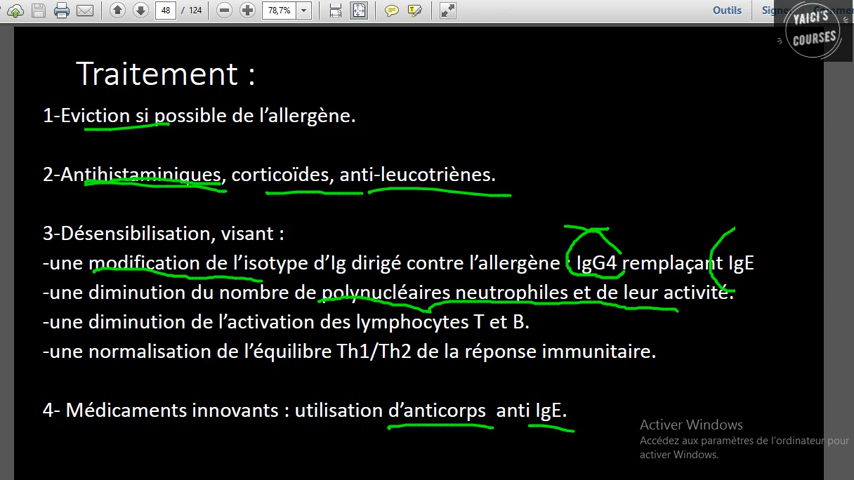 48 / 124
78,7%
Outils
Sign
YAICI'S
COURSES
Traitement :
1-Eviction si possible de l'allergène.
2-Antihistaminiques, corticoïdes, anti-leucotriènes.
3-Désensibilisation, visant :
-une modification de l'isotype d'Ig dirigé contre l'allergène : IgG4 remplaçant IgE
-une diminution du nombre de polynucléaires neutrophiles et de leur activité.
-une diminution de l'activation des lymphocytes T et B.
-une normalisation de l'équilibre Th1/Th2 de la réponse immunitaire.
4- Médicaments innovants : utilisation d'anticorps anti IgE.
Activer Windows
Accédez aux paramètres de l'ordinateur pour
activer Windows.